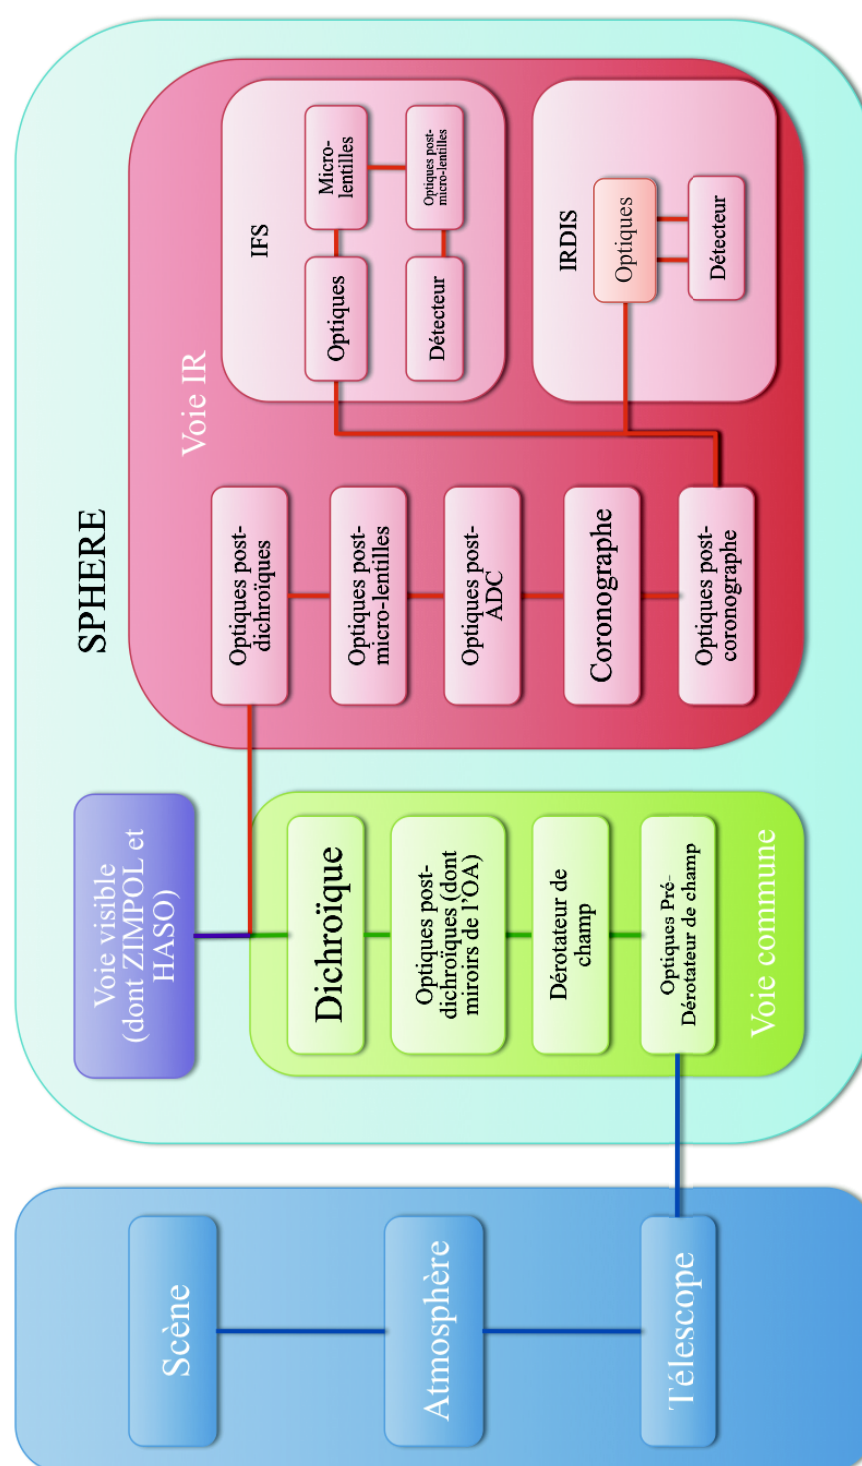 Scène
Atmosphère
Télescope
SPHERE
Voie visible
(dont ZIMPOL et
HASO)
Dichroïque
Optiques post-
dichroïques (dont
miroirs de l'OA)
Dérotateur de
champ
Optiques Pré-
Dérotateur de champ
Voie commune
Voie IR
Optiques post-
dichroïques
Optiques post-
micro-lentilles
Optiques post-
ADC
Coronographe
Optiques post-
coronographe
IFS
Optiques
Micro-
lentilles
Détecteur
Optiques post-
micro-lentilles
IRDIS
Optiques
Détecteur